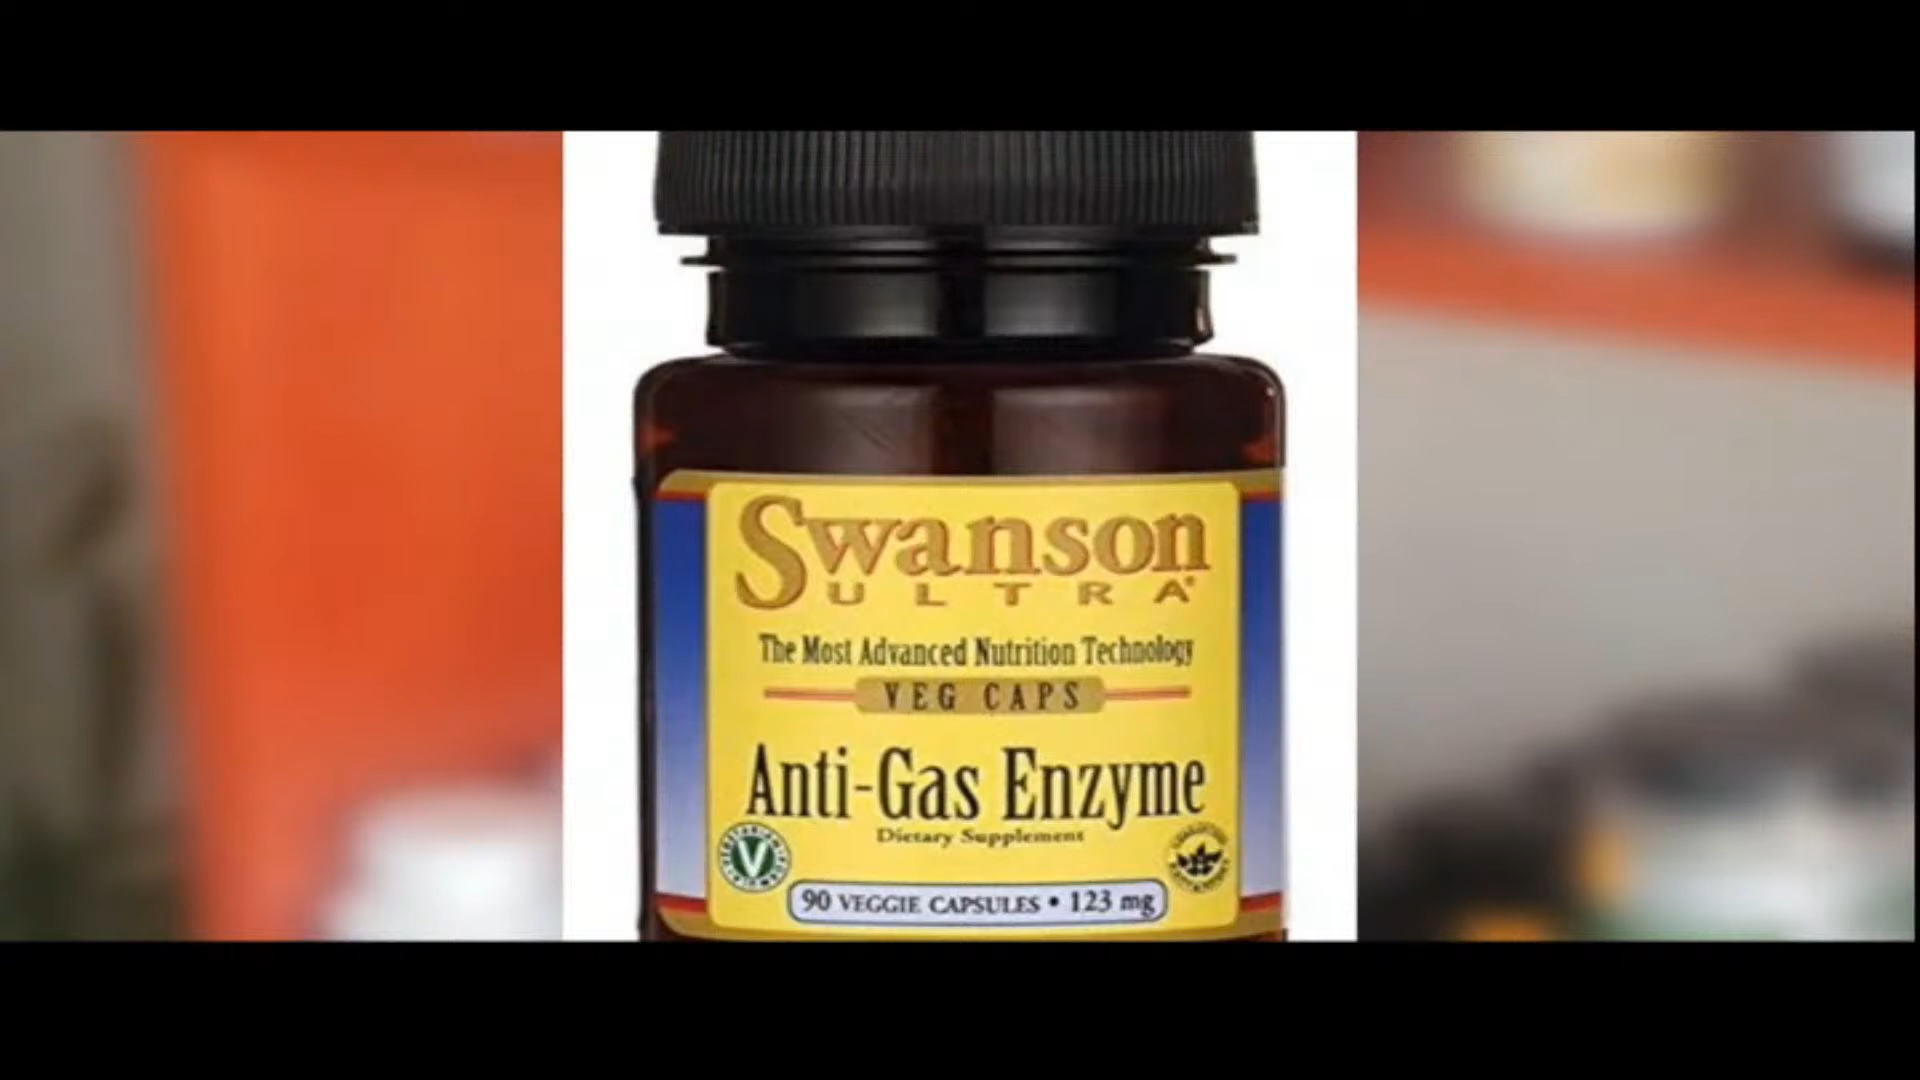 Swanson
ULTRA
The Most Advanced Nutrition Technology
VEG CAPS
Anti-Gas Enzyme
Dietary Supplement
V
90 VEGGIE CAPSULES • 123 mg